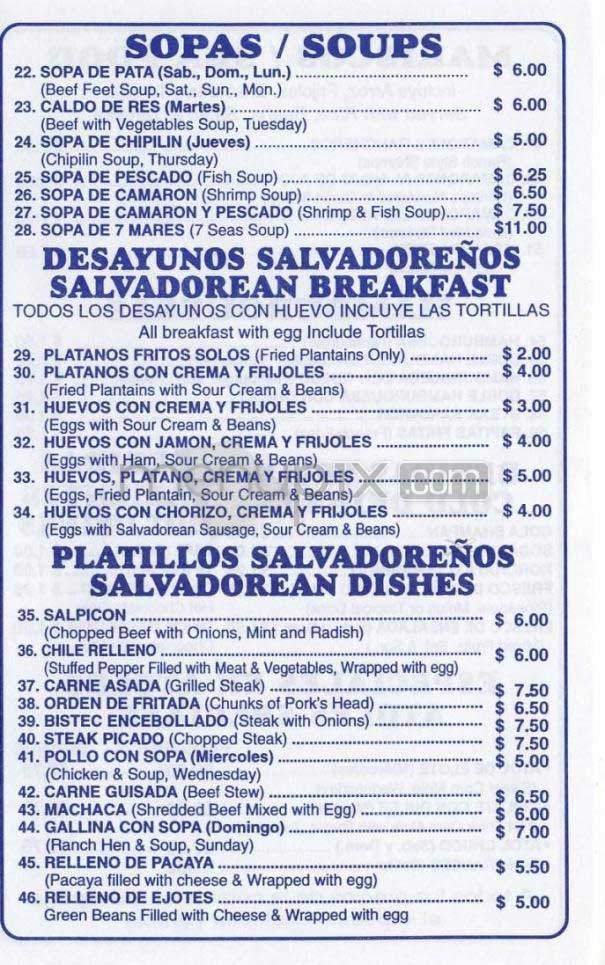 SOPAS / SOUPS
22. SOPA DE PATA (Sab., Dom., Lun.) $ 6.00
(Beef Feet Soup, Sat., Sun., Mon.)
23. CALDO DE RES (Martes) $ 6.00
(Beef with Vegetables Soup, Tuesday)
24. SOPA DE CHIPILIN (Jueves) $ 5.00
(Chipilin Soup, Thursday)
25. SOPA DE PESCADO (Fish Soup) $ 6.25
26. SOPA DE CAMARON (Shrimp Soup) $ 6.50
27. SOPA DE CAMARON Y PESCADO (Shrimp & Fish Soup) $ 7.50
28. SOPA DE 7 MARES (7 Seas Soup) $11.00
DESAYUNOS SALVADOREÑOS
SALVADOREAN BREAKFAST
TODOS LOS DESAYUNOS CON HUEVO INCLUYE LAS TORTILLAS
All breakfast with egg Include Tortillas
29. PLATANOS FRITOS SOLOS (Fried Plantains Only) $ 2.00
30. PLATANOS CON CREMA Y FRIJOLES $ 4.00
(Fried Plantains with Sour Cream & Beans)
31. HUEVOS CON CREMA Y FRIJOLES $ 3.00
(Eggs with Sour Cream & Beans)
32. HUEVOS CON JAMON, CREMA Y FRIJOLES $ 4.00
(Eggs with Ham, Sour Cream & Beans)
33. HUEVOS, PLATANO, CREMA Y FRIJOLES $ 5.00
(Eggs, Fried Plantain, Sour Cream & Beans)
34. HUEVOS CON CHORIZO, CREMA Y FRIJOLES $ 4.00
(Eggs with Salvadorean Sausage, Sour Cream & Beans)
menupix.com
PLATILLOS SALVADOREÑOS
SALVADOREAN DISHES
35. SALPICON $ 6.00
(Chopped Beef with Onions, Mint and Radish)
36. CHILE RELLENO $ 6.00
(Stuffed Pepper Filled with Meat & Vegetables, Wrapped with egg)
37. CARNE ASADA (Grilled Steak) $ 7.50
38. ORDEN DE FRITADA (Chunks of Pork's Head) $ 6.50
39. BISTEC ENCEBOLLADO (Steak with Onions) $ 7.50
40. STEAK PICADO (Chopped Steak) $ 7.50
41. POLLO CON SOPA (Miercoles) $ 5.00
(Chicken & Soup, Wednesday)
42. CARNE GUISADA (Beef Stew) $ 6.50
43. MACHACA (Shredded Beef Mixed with Egg) $ 6.00
44. GALLINA CON SOPA (Domingo) $ 7.00
(Ranch Hen & Soup, Sunday)
45. RELLENO DE PACAYA $ 5.50
(Pacaya filled with cheese & Wrapped with egg)
46. RELLENO DE EJOTES $ 5.00
Green Beans Filled with Cheese & Wrapped with egg